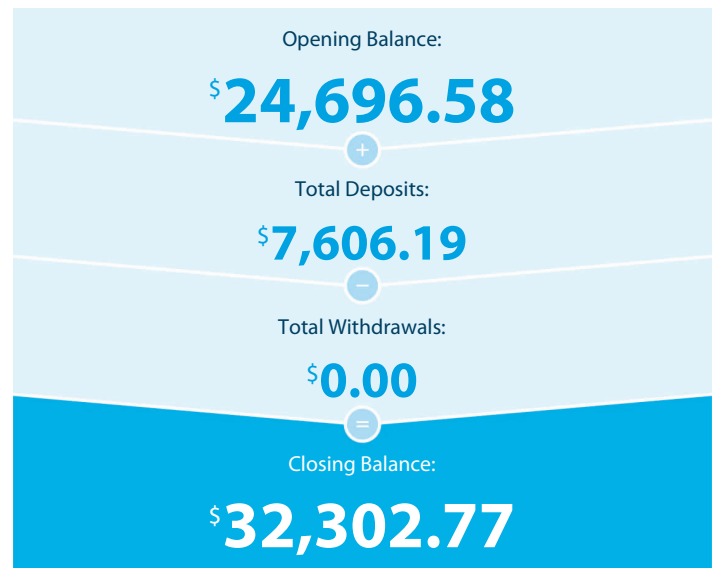 Opening Balance:
$24,696.58
+
Total Deposits:
$7,606.19
−
Total Withdrawals:
$0.00
=
Closing Balance:
$32,302.77